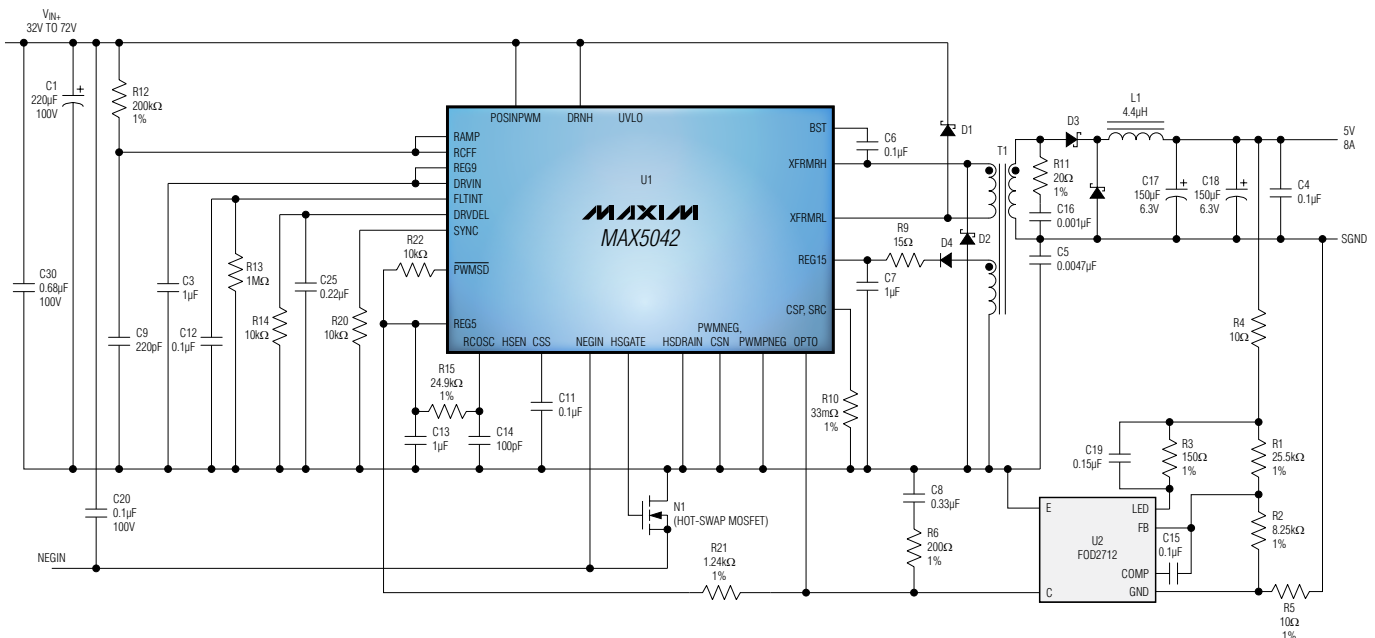 VIN+
32V TO 72V
C1
220µF
100V
+
R12
200kΩ
1%
C30
0.68µF
100V
C9
220pF
C3
1µF
C12
0.1µF
R13
1MΩ
R14
10kΩ
C25
0.22µF
R20
10kΩ
R22
10kΩ
POSINPWM
DRNH
UVLO
RAMP
RCFF
REG9
DRVIN
FLTINT
DRVDEL
SYNC
PWMSD
REG5
RCOSC
HSEN
CSS
NEGIN
HSGATE
HSDRAIN
PWMNEG,
CSN
PWMPNEG
OPTO
BST
XFRMRH
XFRMRL
REG15
CSP, SRC
U1
MAXIM
MAX5042
R15
24.9kΩ
1%
C13
1µF
C14
100pF
C11
0.1µF
C20
0.1µF
100V
NEGIN
N1
(HOT-SWAP MOSFET)
R21
1.24kΩ
1%
C6
0.1µF
D1
D2
R9
15Ω
D4
C7
1µF
R10
33mΩ
1%
C8
0.33µF
R6
200Ω
1%
T1
R11
20Ω
1%
C16
0.001µF
C5
0.0047µF
D3
L1
4.4µH
C17
150µF
6.3V
+
C18
150µF
6.3V
+
C4
0.1µF
5V
8A
SGND
R4
10Ω
C19
0.15µF
R3
150Ω
1%
R1
25.5kΩ
1%
R2
8.25kΩ
1%
E
C
LED
FB
COMP
GND
U2
FOD2712
C15
0.1µF
R5
10Ω
1%